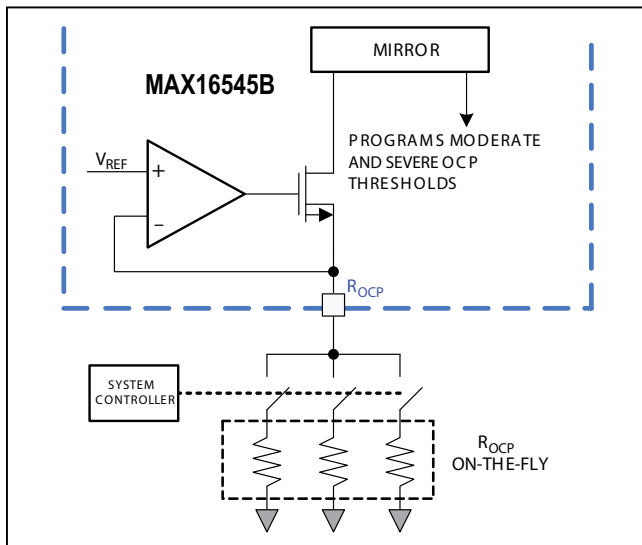 MIRROR
MAX16545B
PROGRAMS MODERATE
AND SEVERE OCP
THRESHOLDS
VREF
+
–
ROCP
SYSTEM
CONTROLLER
ROCP
ON-THE-FLY